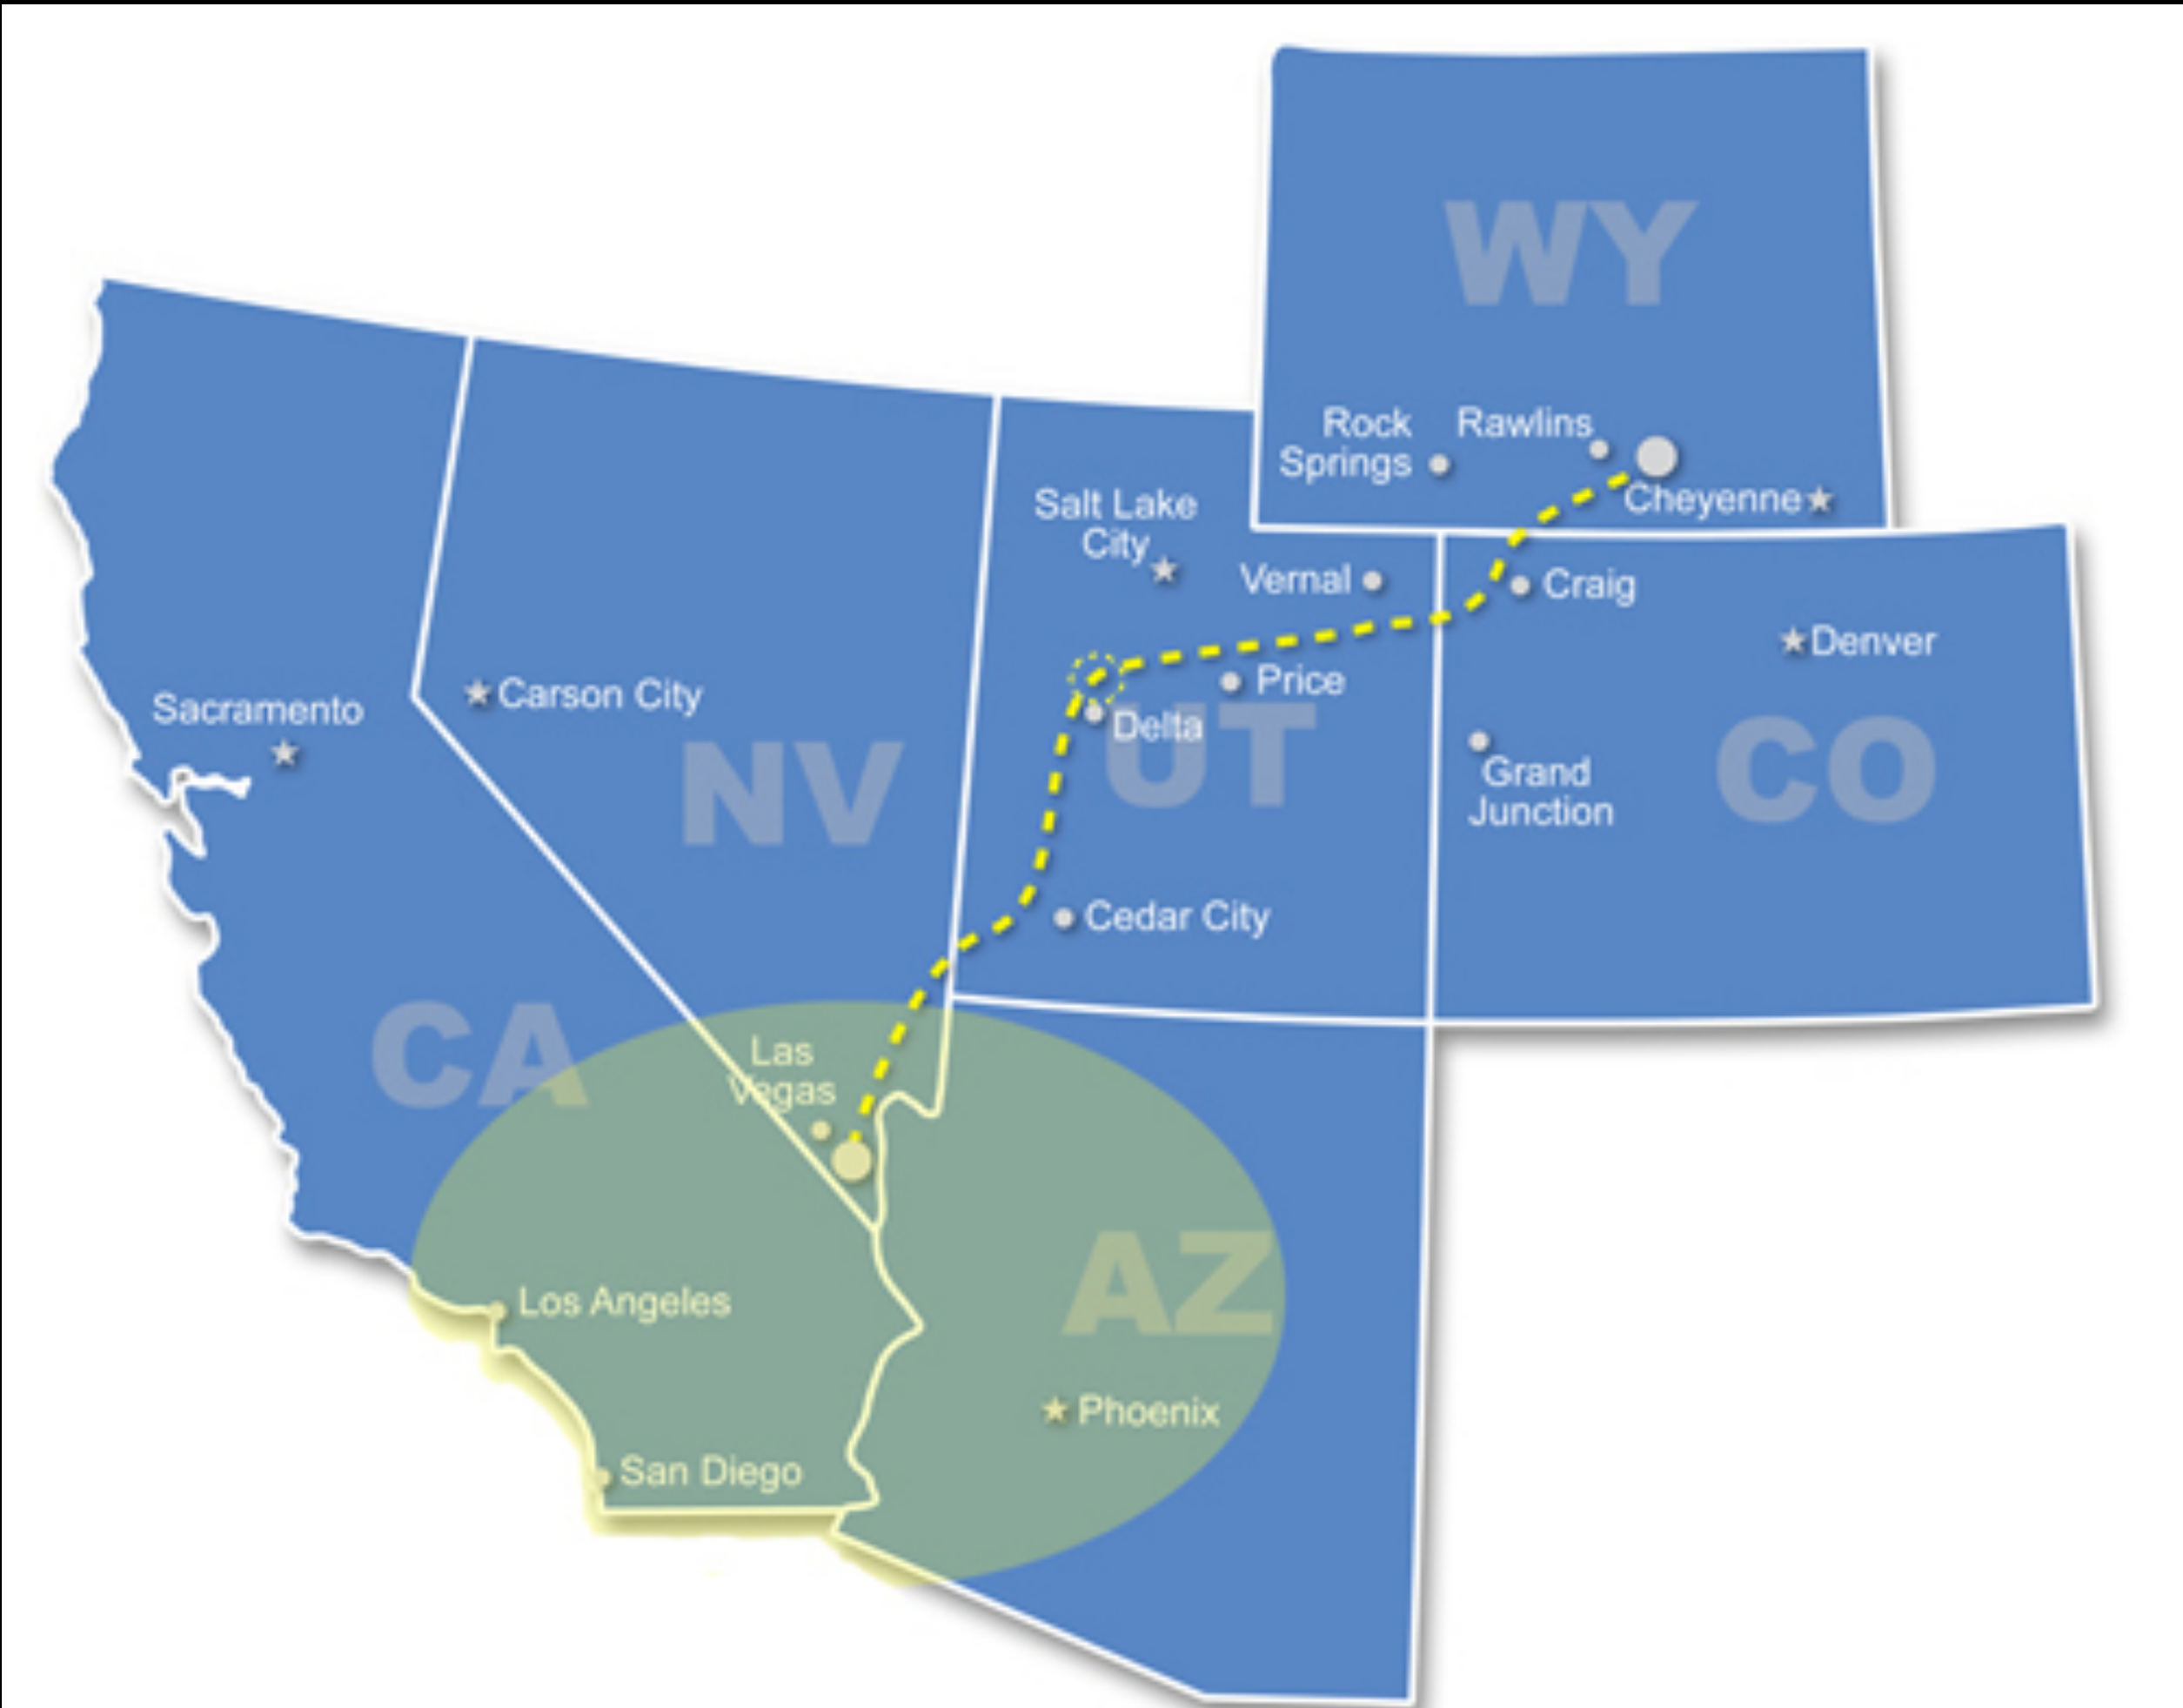 WY
Rock
Springs
Rawlins
Cheyenne
Salt Lake
City
Vernal
Craig
Denver
Sacramento
Carson City
Price
Delta
NV
UT
CO
Grand
Junction
Cedar City
CA
Las
Vegas
AZ
Los Angeles
Phoenix
San Diego